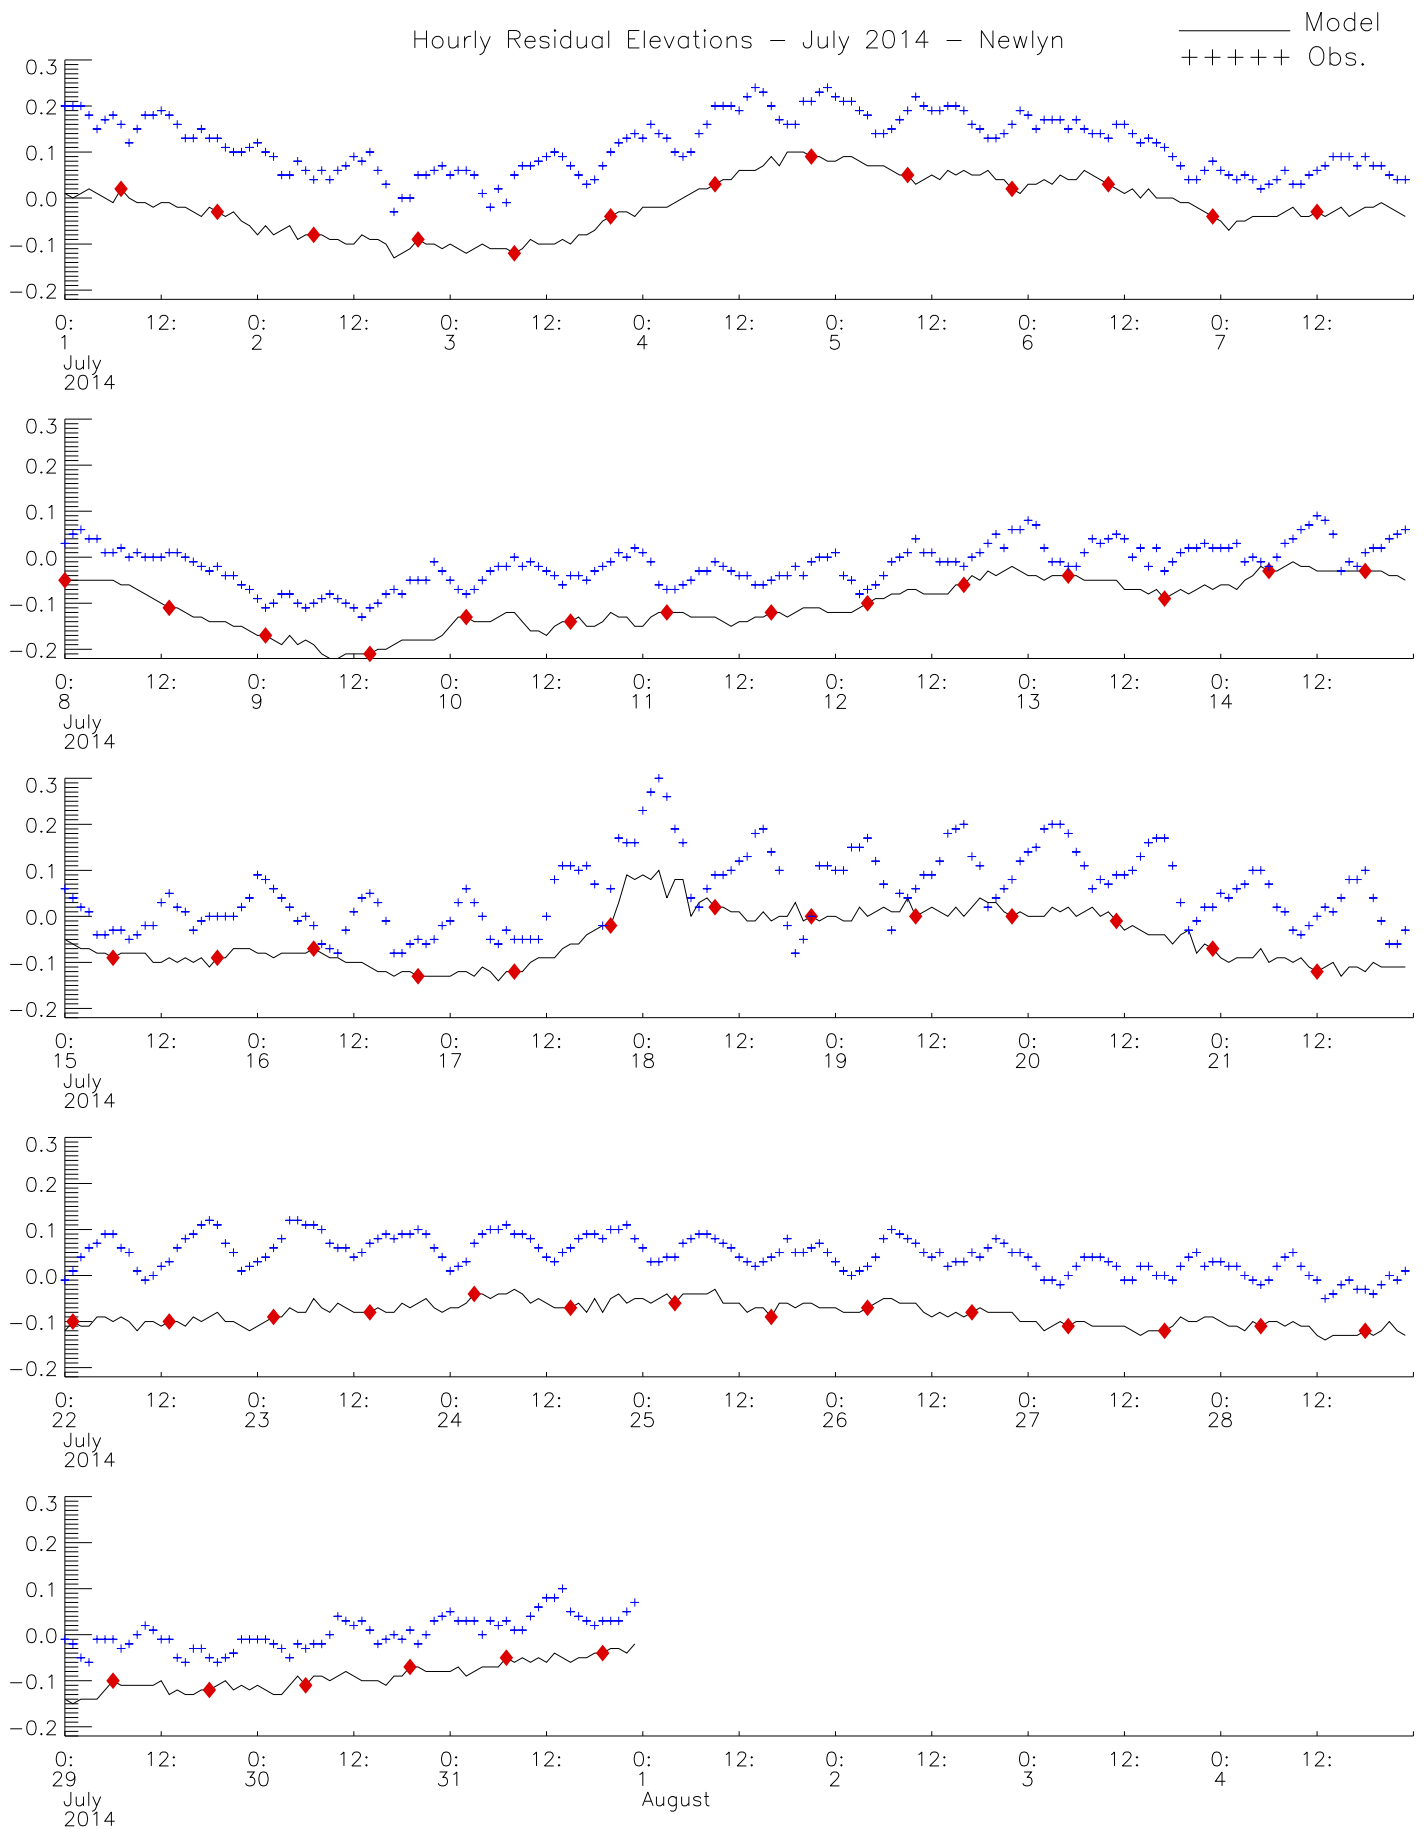 Hourly Residual Elevations – July 2014 – Newlyn
Model
+++++ Obs.
0.3
0.2
0.1
0.0
−0.1
−0.2
0: 12: 0: 12: 0: 12: 0: 12: 0: 12: 0: 12: 0: 12:
1 2 3 4 5 6 7
July
2014
0.3
0.2
0.1
0.0
−0.1
−0.2
0: 12: 0: 12: 0: 12: 0: 12: 0: 12: 0: 12: 0: 12:
8 9 10 11 12 13 14
July
2014
0.3
0.2
0.1
0.0
−0.1
−0.2
0: 12: 0: 12: 0: 12: 0: 12: 0: 12: 0: 12: 0: 12:
15 16 17 18 19 20 21
July
2014
0.3
0.2
0.1
0.0
−0.1
−0.2
0: 12: 0: 12: 0: 12: 0: 12: 0: 12: 0: 12: 0: 12:
22 23 24 25 26 27 28
July
2014
0.3
0.2
0.1
0.0
−0.1
−0.2
0: 12: 0: 12: 0: 12: 0: 12: 0: 12: 0: 12: 0: 12:
29 30 31 1 2 3 4
July August
2014